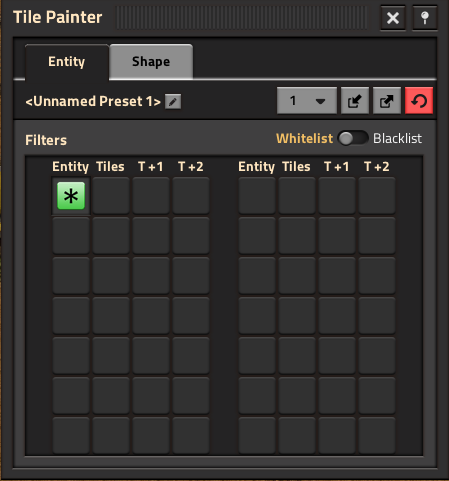 Tile Painter
Entity Shape
<Unnamed Preset 1> 1
Filters Whitelist Blacklist
Entity Tiles T +1 T +2 Entity Tiles T +1 T +2
*